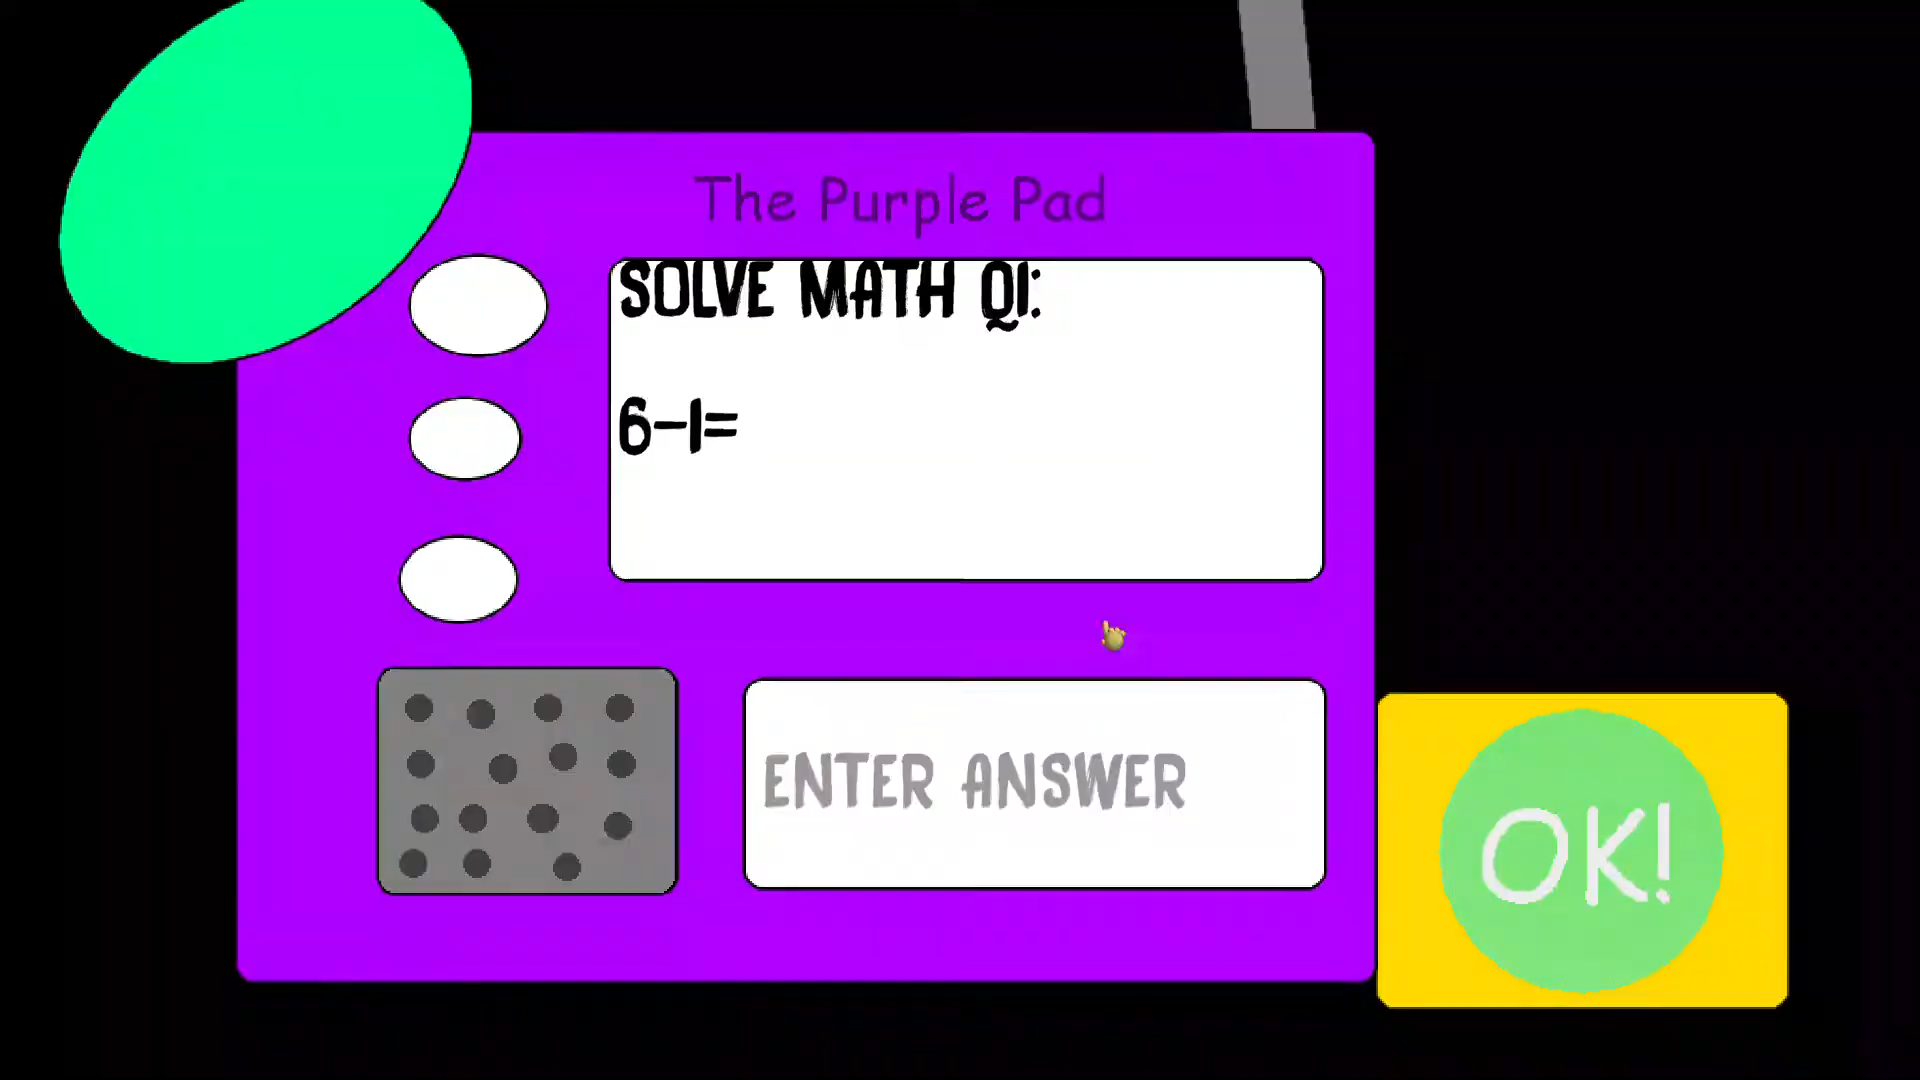 The Purple Pad
SOLVE MATH Q1:
6-1=
ENTER ANSWER
OK!